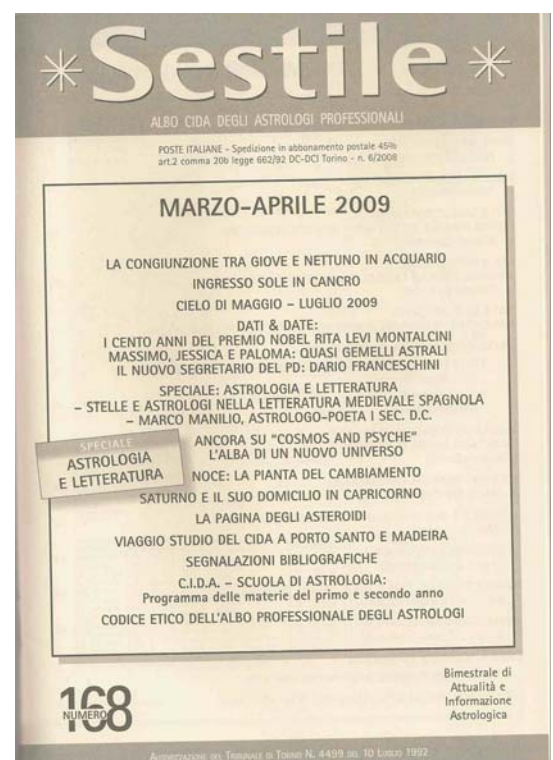 * Sestile *
ALBO CIDA DEGLI ASTROLOGI PROFESSIONALI
POSTE ITALIANE - Spedizione in abbonamento postale 45%
art.2 comma 20b legge 662/92 DC-DCI Torino - n. 6/2008
MARZO-APRILE 2009
LA CONGIUNZIONE TRA GIOVE E NETTUNO IN ACQUARIO
INGRESSO SOLE IN CANCRO
CIELO DI MAGGIO - LUGLIO 2009
DATI & DATE:
I CENTO ANNI DEL PREMIO NOBEL RITA LEVI MONTALCINI
MASSIMO, JESSICA E PALOMA: QUASI GEMELLI ASTRALI
IL NUOVO SEGRETARIO DEL PD: DARIO FRANCESCHINI
SPECIALE: ASTROLOGIA E LETTERATURA
- STELLE E ASTROLOGI NELLA LETTERATURA MEDIEVALE SPAGNOLA
- MARCO MANILIO, ASTROLOGO-POETA I SEC. D.C.
ANCORA SU "COSMOS AND PSYCHE"
L'ALBA DI UN NUOVO UNIVERSO
SPECIALE
ASTROLOGIA
E LETTERATURA
NOCE: LA PIANTA DEL CAMBIAMENTO
SATURNO E IL SUO DOMICILIO IN CAPRICORNO
LA PAGINA DEGLI ASTEROIDI
VIAGGIO STUDIO DEL CIDA A PORTO SANTO E MADEIRA
SEGNALAZIONI BIBLIOGRAFICHE
C.I.D.A. - SCUOLA DI ASTROLOGIA:
Programma delle materie del primo e secondo anno
CODICE ETICO DELL'ALBO PROFESSIONALE DEGLI ASTROLOGI
168
NUMERO
Bimestrale di
Attualità e
Informazione
Astrologica
AUTORIZZAZIONE DEL TRIBUNALE DI TORINO N. 4499 DEL 10 LUGLIO 1992